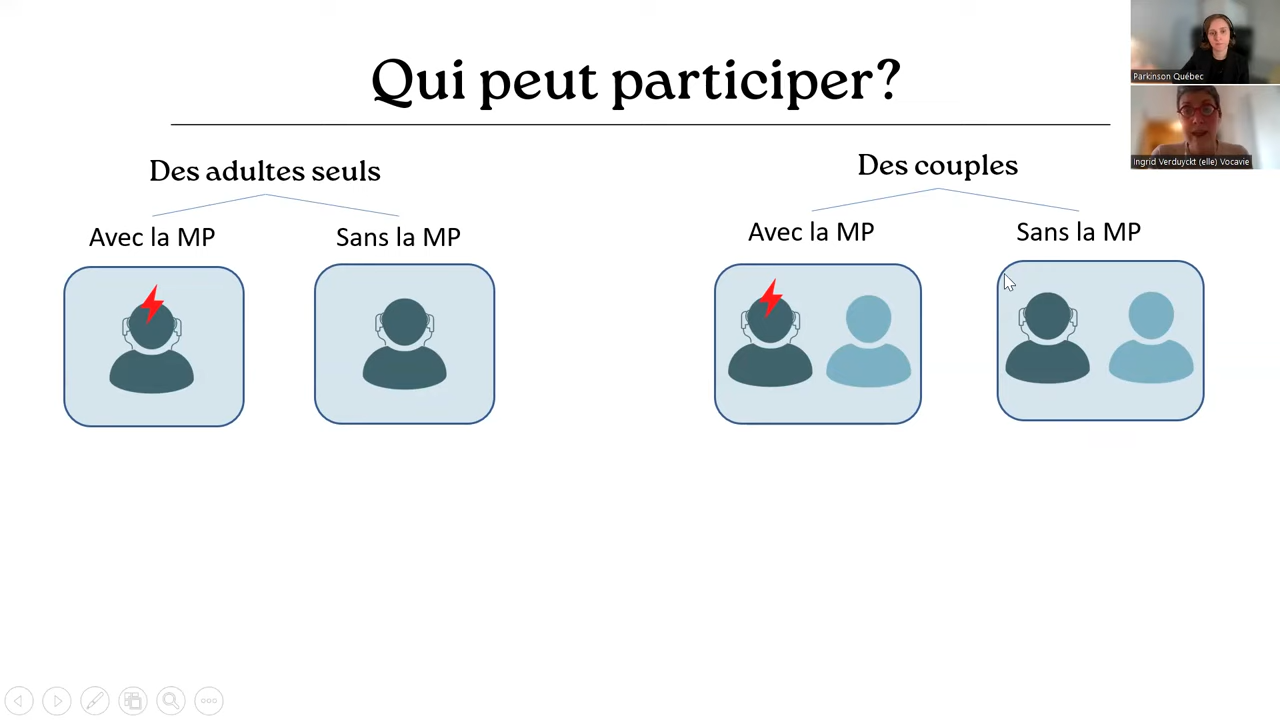 Qui peut participer?
Parkinson Québec
Ingrid Verduyckt (elle) Vocavie
Des adultes seuls
Des couples
Avec la MP
Sans la MP
Avec la MP
Sans la MP